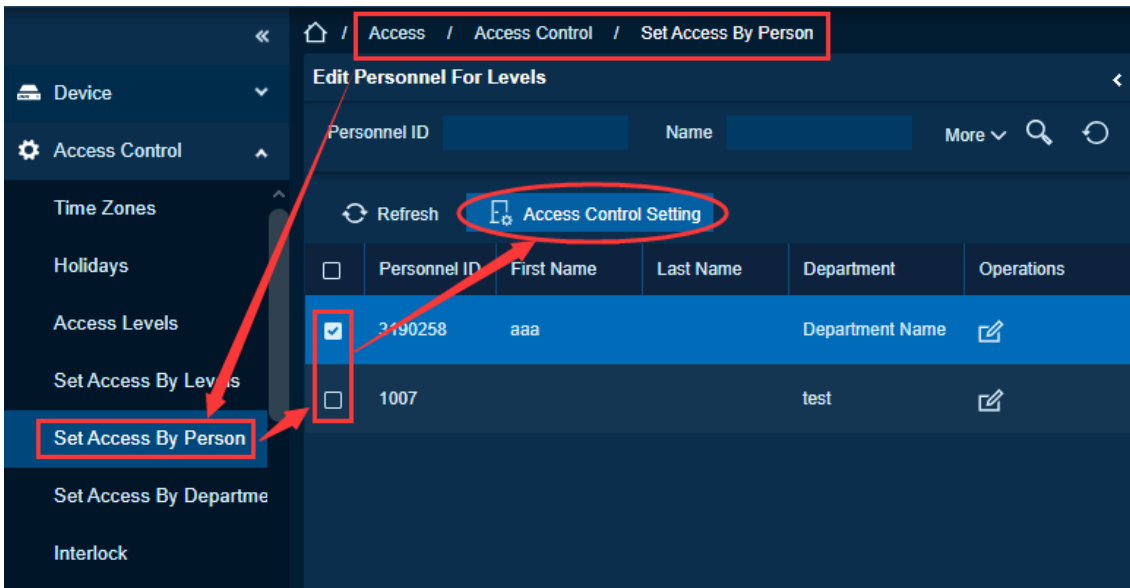 « / Access / Access Control / Set Access By Person
Edit Personnel For Levels
Device
Personnel ID Name More
Access Control
Time Zones
Refresh Access Control Setting
Holidays
Personnel ID First Name Last Name Department Operations
Access Levels
3190258 aaa Department Name
Set Access By Levels
1007 test
Set Access By Person
Set Access By Departme
Interlock